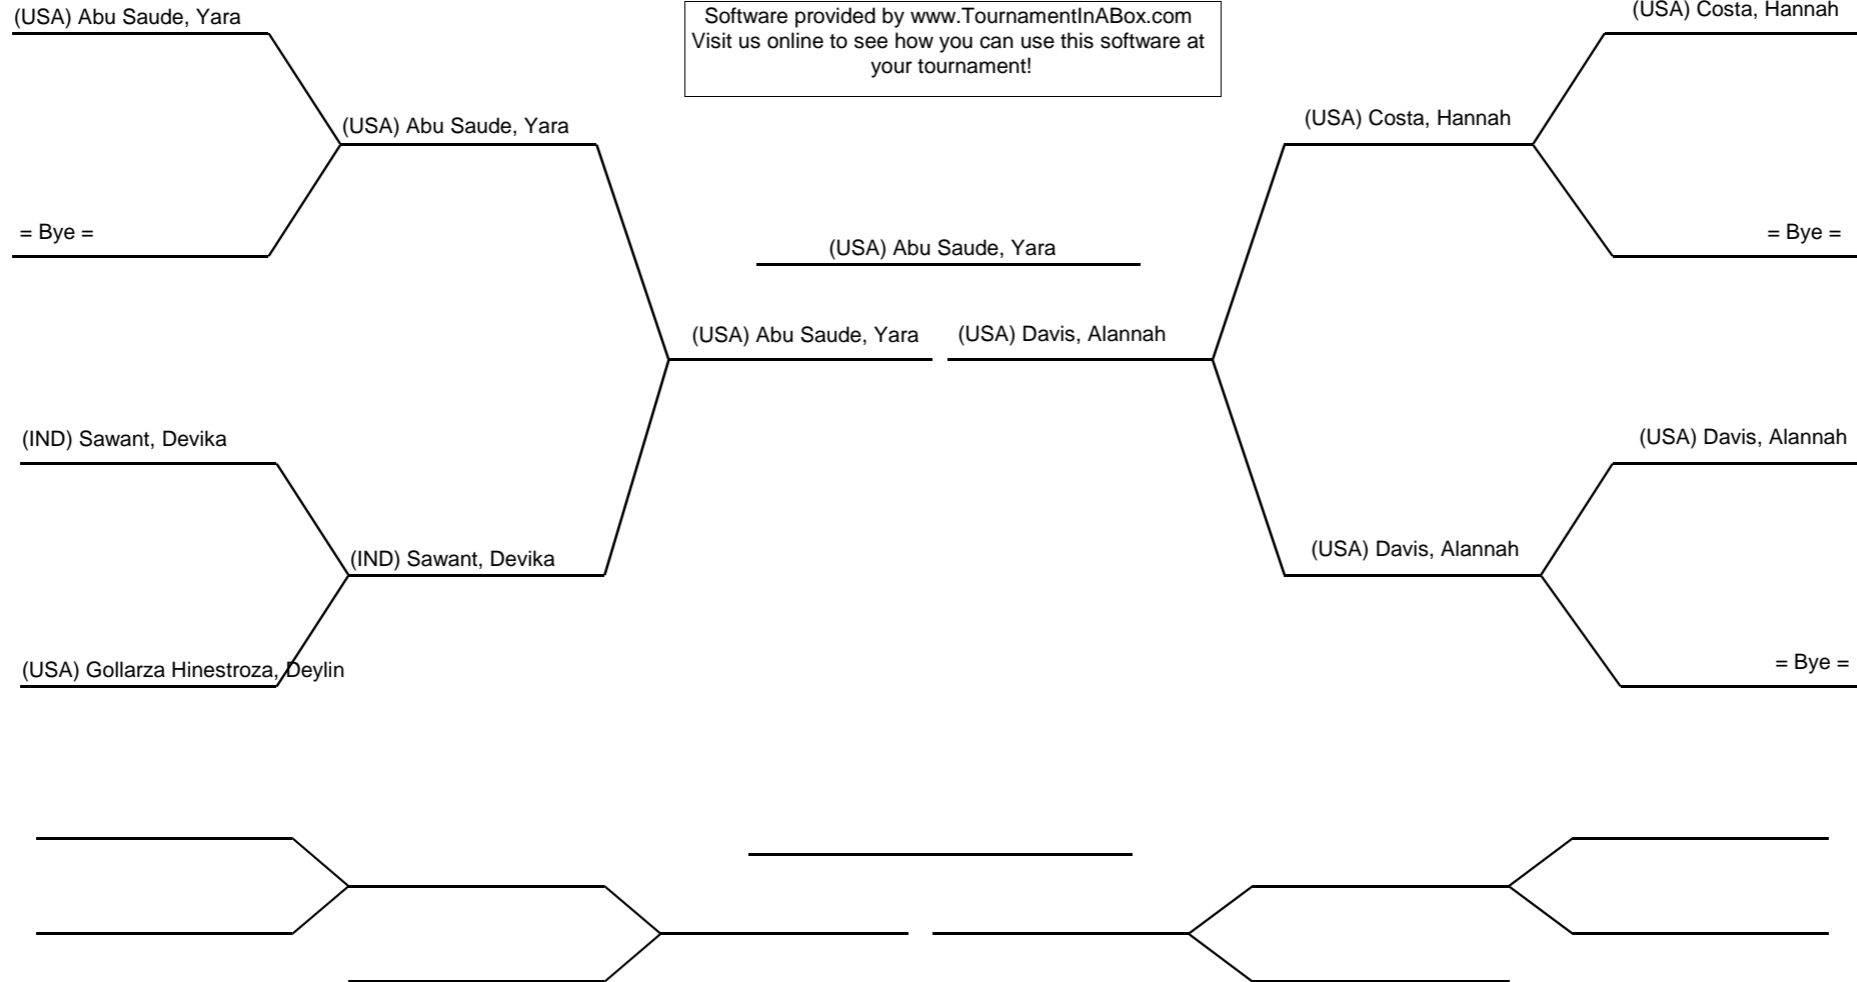 (USA) Abu Saude, Yara
Software provided by www.TournamentInABox.com
Visit us online to see how you can use this software at
your tournament!
(USA) Costa, Hannah
(USA) Abu Saude, Yara
(USA) Costa, Hannah
= Bye =
(USA) Abu Saude, Yara
= Bye =
(USA) Abu Saude, Yara
(USA) Davis, Alannah
(IND) Sawant, Devika
(USA) Davis, Alannah
(IND) Sawant, Devika
(USA) Davis, Alannah
(USA) Gollarza Hinestroza, Deylin
= Bye =